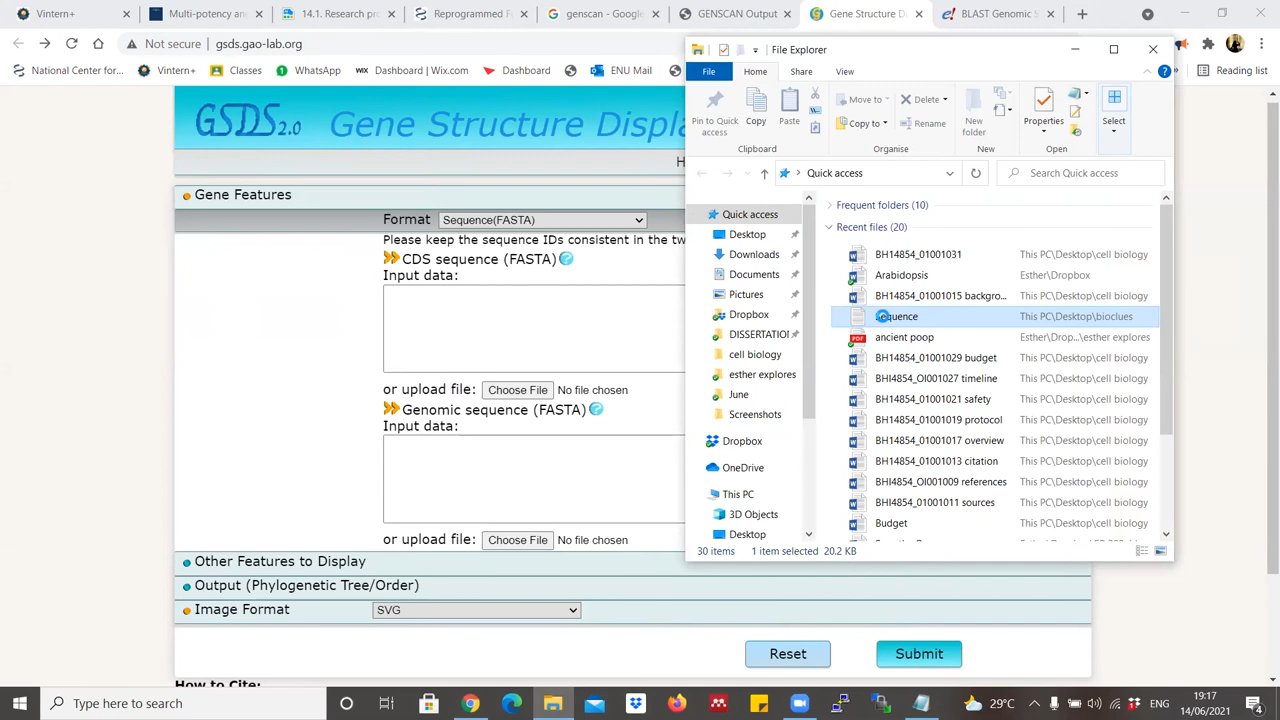 Vintern+
Multi-potency and
14.1. Research pr
Reprogrammed f
genscan - Google
GENSCAN Output
Gene Structure Dis
BLAST Genomic S
Not secure
gsds.gao-lab.org
National Center for...
Vintern+
Classes
WhatsApp
WIX Dashboard | Wix.com
Dashboard
ENU Mail
Reading list
GSDS 2.0 Gene Structure Displ
H
Gene Features
Format Sequence(FASTA)
Please keep the sequence IDs consistent in the tw
CDS sequence (FASTA)
Input data:
or upload file: Choose File No file chosen
Genomic sequence (FASTA)
Input data:
or upload file: Choose File No file chosen
Other Features to Display
Output (Phylogenetic Tree/Order)
Image Format SVG
Reset
Submit
How to Cite:
File Explorer
File
Home
Share
View
Pin to Quick access
Copy
Paste
Clipboard
Move to
Copy to
Delete
Rename
Organise
New folder
New
Properties
Open
Select
Quick access
Search Quick access
Quick access
Desktop
Downloads
Documents
Pictures
Dropbox
DISSERTATION
cell biology
esther explores
June
Screenshots
Dropbox
OneDrive
This PC
3D Objects
Desktop
Frequent folders (10)
Recent files (20)
BH14854_01001031 This PC\Desktop\cell biology
Arabidopsis Esther\Dropbox
BH14854_01001015 backgro... This PC\Desktop\cell biology
sequence This PC\Desktop\bioclues
ancient poop Esther\Drop...\esther explores
BH14854_01001029 budget This PC\Desktop\cell biology
BHI4854_OI001027 timeline This PC\Desktop\cell biology
BH14854_01001021 safety This PC\Desktop\cell biology
BH14854_01001019 protocol This PC\Desktop\cell biology
BH14854_01001017 overview This PC\Desktop\cell biology
BH14854_01001013 citation This PC\Desktop\cell biology
BHI4854_OI001009 references This PC\Desktop\cell biology
BHI4854_01001011 sources This PC\Desktop\cell biology
Budget This PC\Desktop\cell biology
30 items 1 item selected 20.2 KB
Type here to search
29°C
ENG
19:17
14/06/2021
4